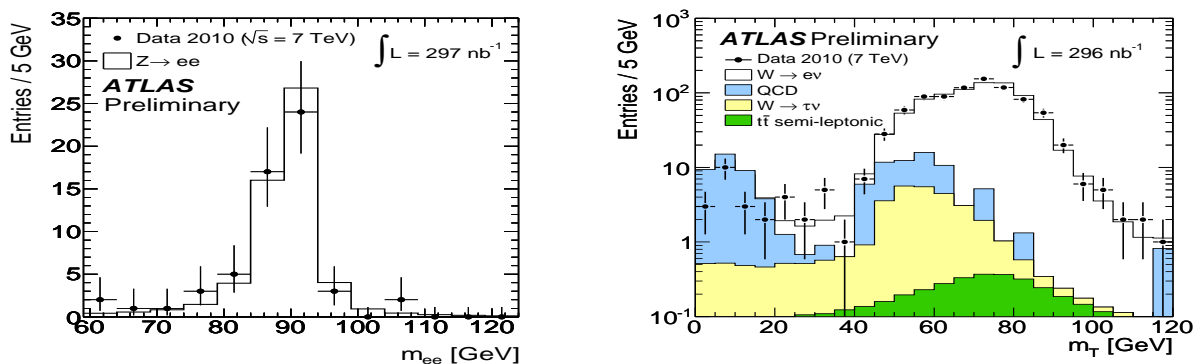 Entries / 5 GeV
35
30
25
20
15
10
5
0
Data 2010 (√s = 7 TeV)
Z→ ee
ATLAS
Preliminary
∫ L = 297 nb⁻¹
60 70 80 90 100 110 120
m_ee [GeV]
Entries / 5 GeV
10³
10²
10
1
10⁻¹
ATLAS Preliminary
Data 2010 (7 TeV)
W → eν
QCD
W → τν
tt̄ semi-leptonic
∫ L = 296 nb⁻¹
0 20 40 60 80 100 120
m_T [GeV]